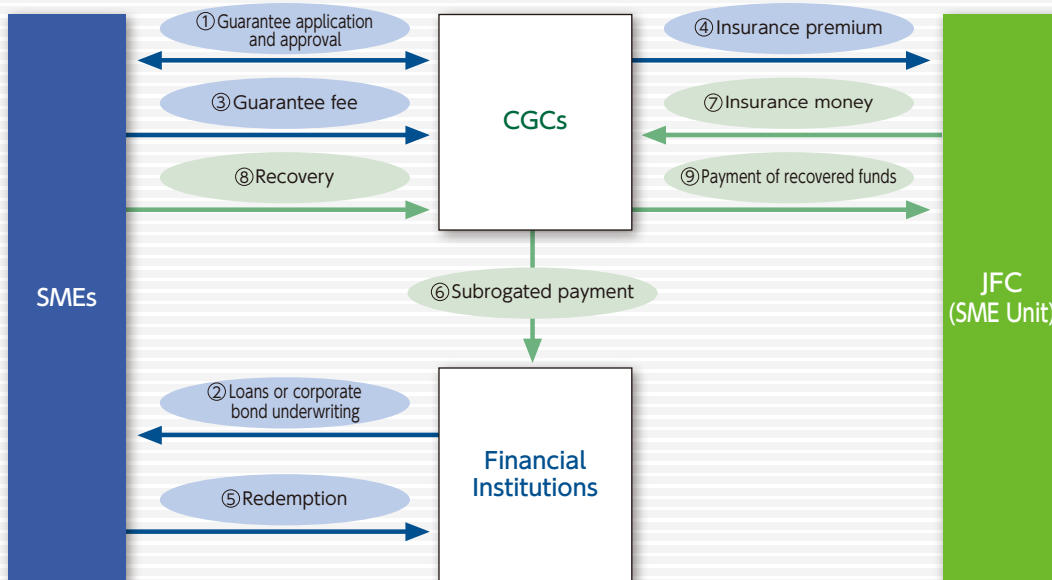 ①Guarantee application
and approval
④Insurance premium
③Guarantee fee
⑦Insurance money
CGCs
⑧Recovery
⑨Payment of recovered funds
SMEs
⑥Subrogated payment
JFC
(SME Unit)
②Loans or corporate
bond underwriting
Financial
Institutions
⑤Redemption